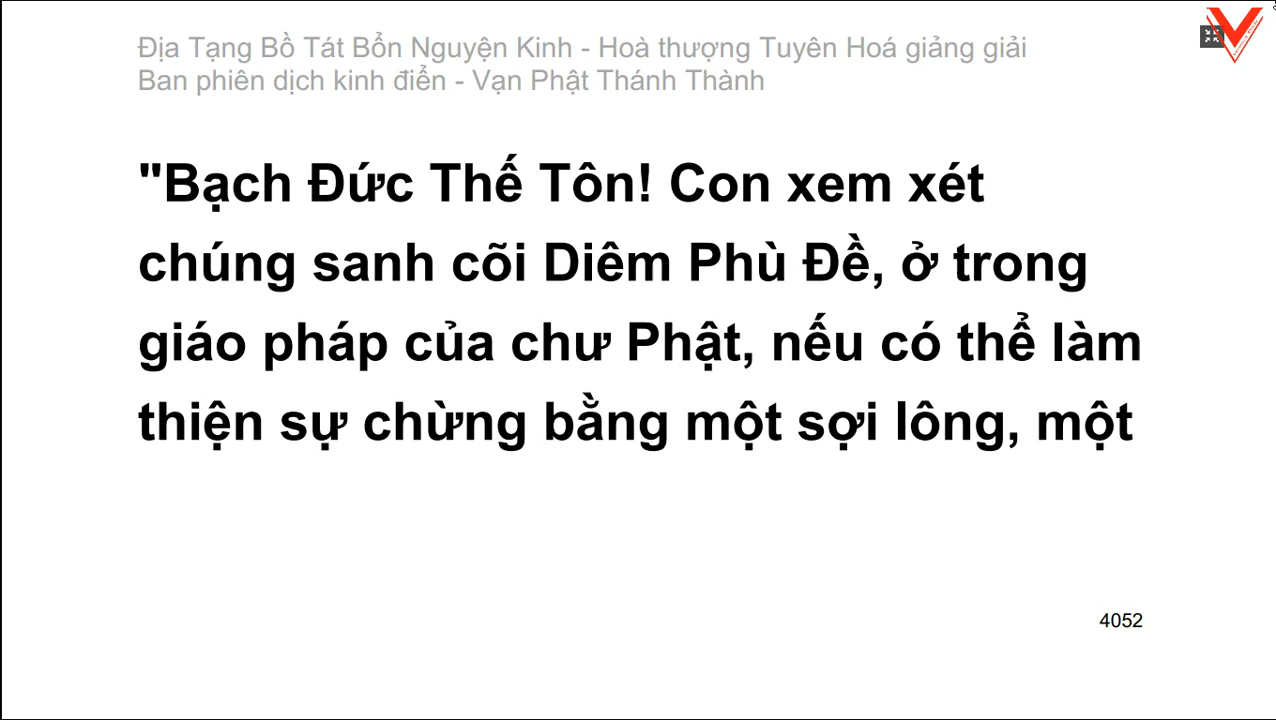 Địa Tạng Bồ Tát Bổn Nguyện Kinh - Hoà thượng Tuyên Hoá giảng giải
Ban phiên dịch kinh điển - Vạn Phật Thánh Thành
"Bạch Đức Thế Tôn! Con xem xét
chúng sanh cõi Diêm Phù Đề, ở trong
giáo pháp của chư Phật, nếu có thể làm
thiện sự chừng bằng một sợi lông, một
4052